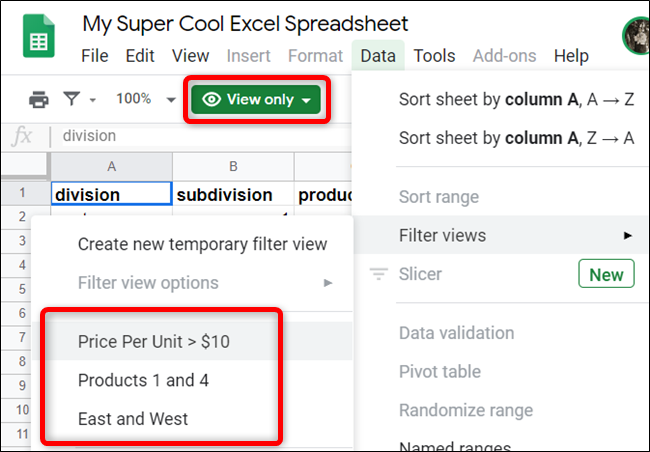 My Super Cool Excel Spreadsheet
File Edit View Insert Format Data Tools Add-ons Help
100% View only
Sort sheet by column A, A → Z
Sort sheet by column A, Z → A
fx division
A B
1 division subdivision produc
2 1
Sort range
3 Create new temporary filter view
Filter views
4
5 Filter view options
Slicer New
6
7 Price Per Unit > $10
Data validation
8
9 Products 1 and 4
Pivot table
10 East and West
Randomize range
11
Named ranges